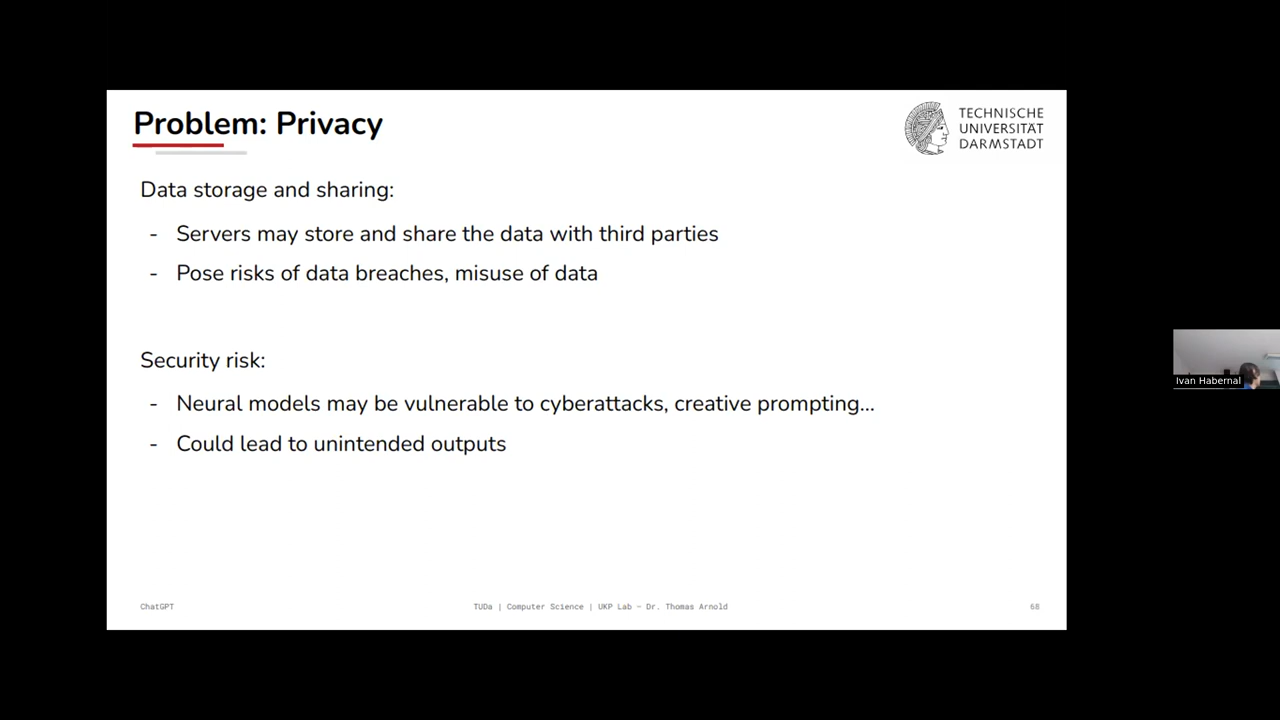 Problem: Privacy
TECHNISCHE
UNIVERSITÄT
DARMSTADT
Data storage and sharing:
- Servers may store and share the data with third parties
- Pose risks of data breaches, misuse of data
Security risk:
- Neural models may be vulnerable to cyberattacks, creative prompting...
- Could lead to unintended outputs
Ivan Habernal
ChatGPT
TUDa | Computer Science | UKP Lab – Dr. Thomas Arnold
68